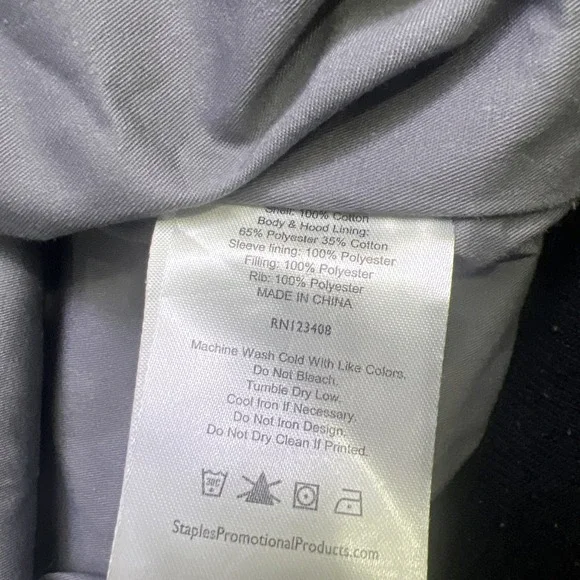 Shell: 100% Cotton
Body & Hood Lining:
65% Polyester 35% Cotton
Sleeve lining: 100% Polyester
Filling: 100% Polyester
Rib: 100% Polyester
MADE IN CHINA
RN123408
Machine Wash Cold With Like Colors.
Do Not Bleach.
Tumble Dry Low.
Cool Iron If Necessary.
Do Not Iron Design.
Do Not Dry Clean If Printed.
30C
StaplesPromotionalProducts.com